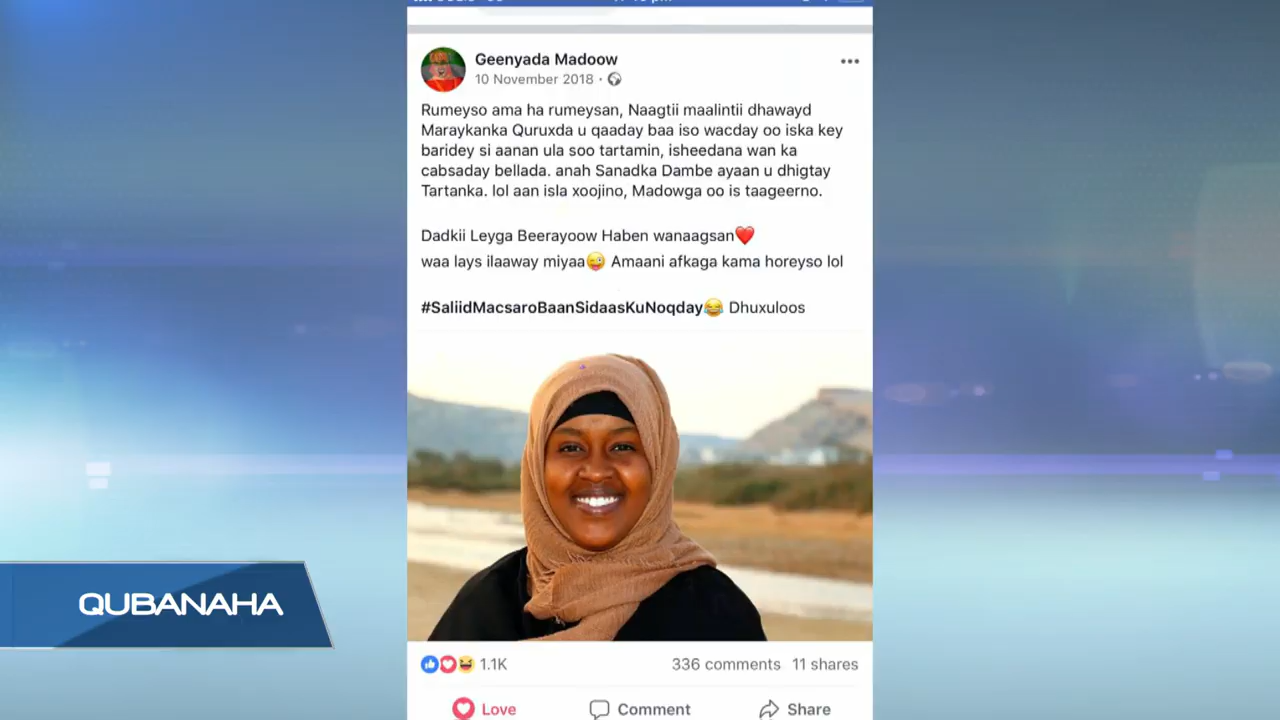 Geenyada Madoow
10 November 2018 ·
Rumeyso ama ha rumeysan, Naagtii maalintii dhawayd
Maraykanka Quruxda u qaaday baa iso wacday oo iska key
baridey si aanan ula soo tartamin, isheedana wan ka
cabsaday bellada. anah Sanadka Dambe ayaan u dhigtay
Tartanka. lol aan isla xoojino, Madowga oo is taageerno.
Dadkii Leyga Beerayoow Haben wanaagsan❤️
waa lays ilaaway miyaa😜 Amaani afkaga kama horeyso lol
#SaliidMacsaroBaanSidaasKuNoqday😂 Dhuxuloos
QUBANAHA
1.1K 336 comments 11 shares
Love Comment Share